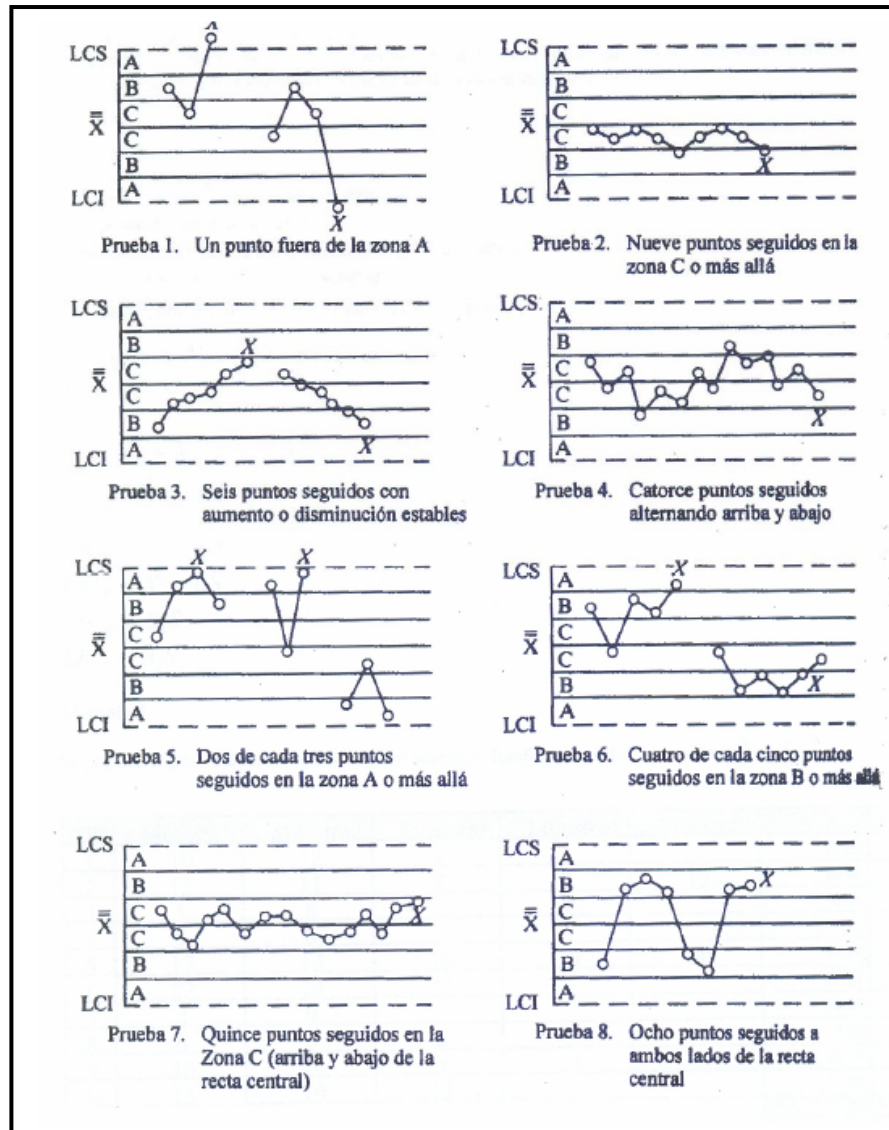 LCS
A
B
C
X̿
C
B
A
LCI
X
X
Prueba 1. Un punto fuera de la zona A
LCS
A
B
C
X̿
C
B
A
LCI
X
Prueba 2. Nueve puntos seguidos en la
zona C o más allá
LCS
A
B
C
X̿
C
B
A
LCI
X
X
Prueba 3. Seis puntos seguidos con
aumento o disminución estables
LCS
A
B
C
X̿
C
B
A
LCI
X
Prueba 4. Catorce puntos seguidos
alternando arriba y abajo
LCS
A
B
C
X̿
C
B
A
LCI
X
X
Prueba 5. Dos de cada tres puntos
seguidos en la zona A o más allá
LCS
A
B
C
X̿
C
B
A
LCI
X
X
Prueba 6. Cuatro de cada cinco puntos
seguidos en la zona B o más allá
LCS
A
B
C
X̿
C
B
A
LCI
X
Prueba 7. Quince puntos seguidos en la
Zona C (arriba y abajo de la
recta central)
LCS
A
B
C
X̿
C
B
A
LCI
X
Prueba 8. Ocho puntos seguidos a
ambos lados de la recta
central